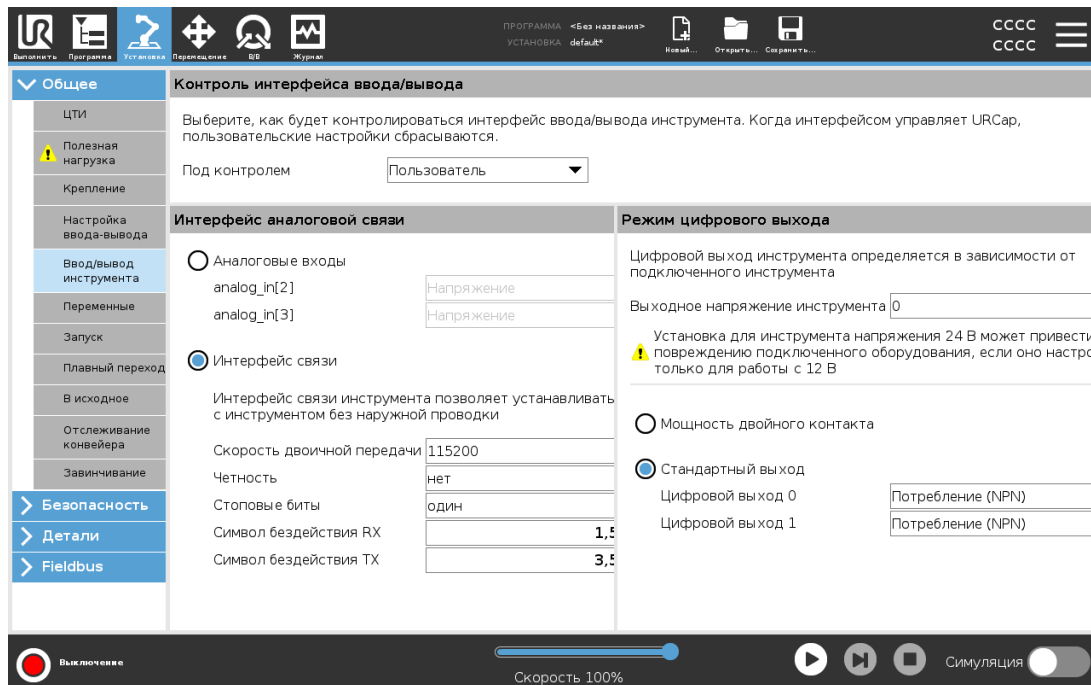 UR
ПРОГРАММА <Без названия>
УСТАНОВКА default*
Выполнить Программа Установка Перемещение В/В Журнал
Новый... Открыть... Сохранить...
CCCC
CCCC
Общее
ЦТИ
Полезная
нагрузка
Крепление
Настройка
ввода-вывода
Ввод/вывод
инструмента
Переменные
Запуск
Плавный переход
В исходное
Отслеживание
конвейера
Завинчивание
Безопасность
Детали
Fieldbus
Контроль интерфейса ввода/вывода
Выберите, как будет контролироваться интерфейс ввода/вывода инструмента. Когда интерфейсом управляет URCap,
пользовательские настройки сбрасываются.
Под контролем Пользователь
Интерфейс аналоговой связи
Аналоговые входы
analog_in[2] Напряжение
analog_in[3] Напряжение
Интерфейс связи
Интерфейс связи инструмента позволяет устанавливать
с инструментом без наружной проводки
Скорость двоичной передачи 115200
Четность нет
Стоповые биты один
Символ бездействия RX 1,5
Символ бездействия TX 3,5
Режим цифрового выхода
Цифровой выход инструмента определяется в зависимости от
подключенного инструмента
Выходное напряжение инструмента 0
Установка для инструмента напряжения 24 В может привести
повреждению подключенного оборудования, если оно настро
только для работы с 12 В
Мощность двойного контакта
Стандартный выход
Цифровой выход 0 Потребление (NPN)
Цифровой выход 1 Потребление (NPN)
Выключение
Скорость 100%
Симуляция